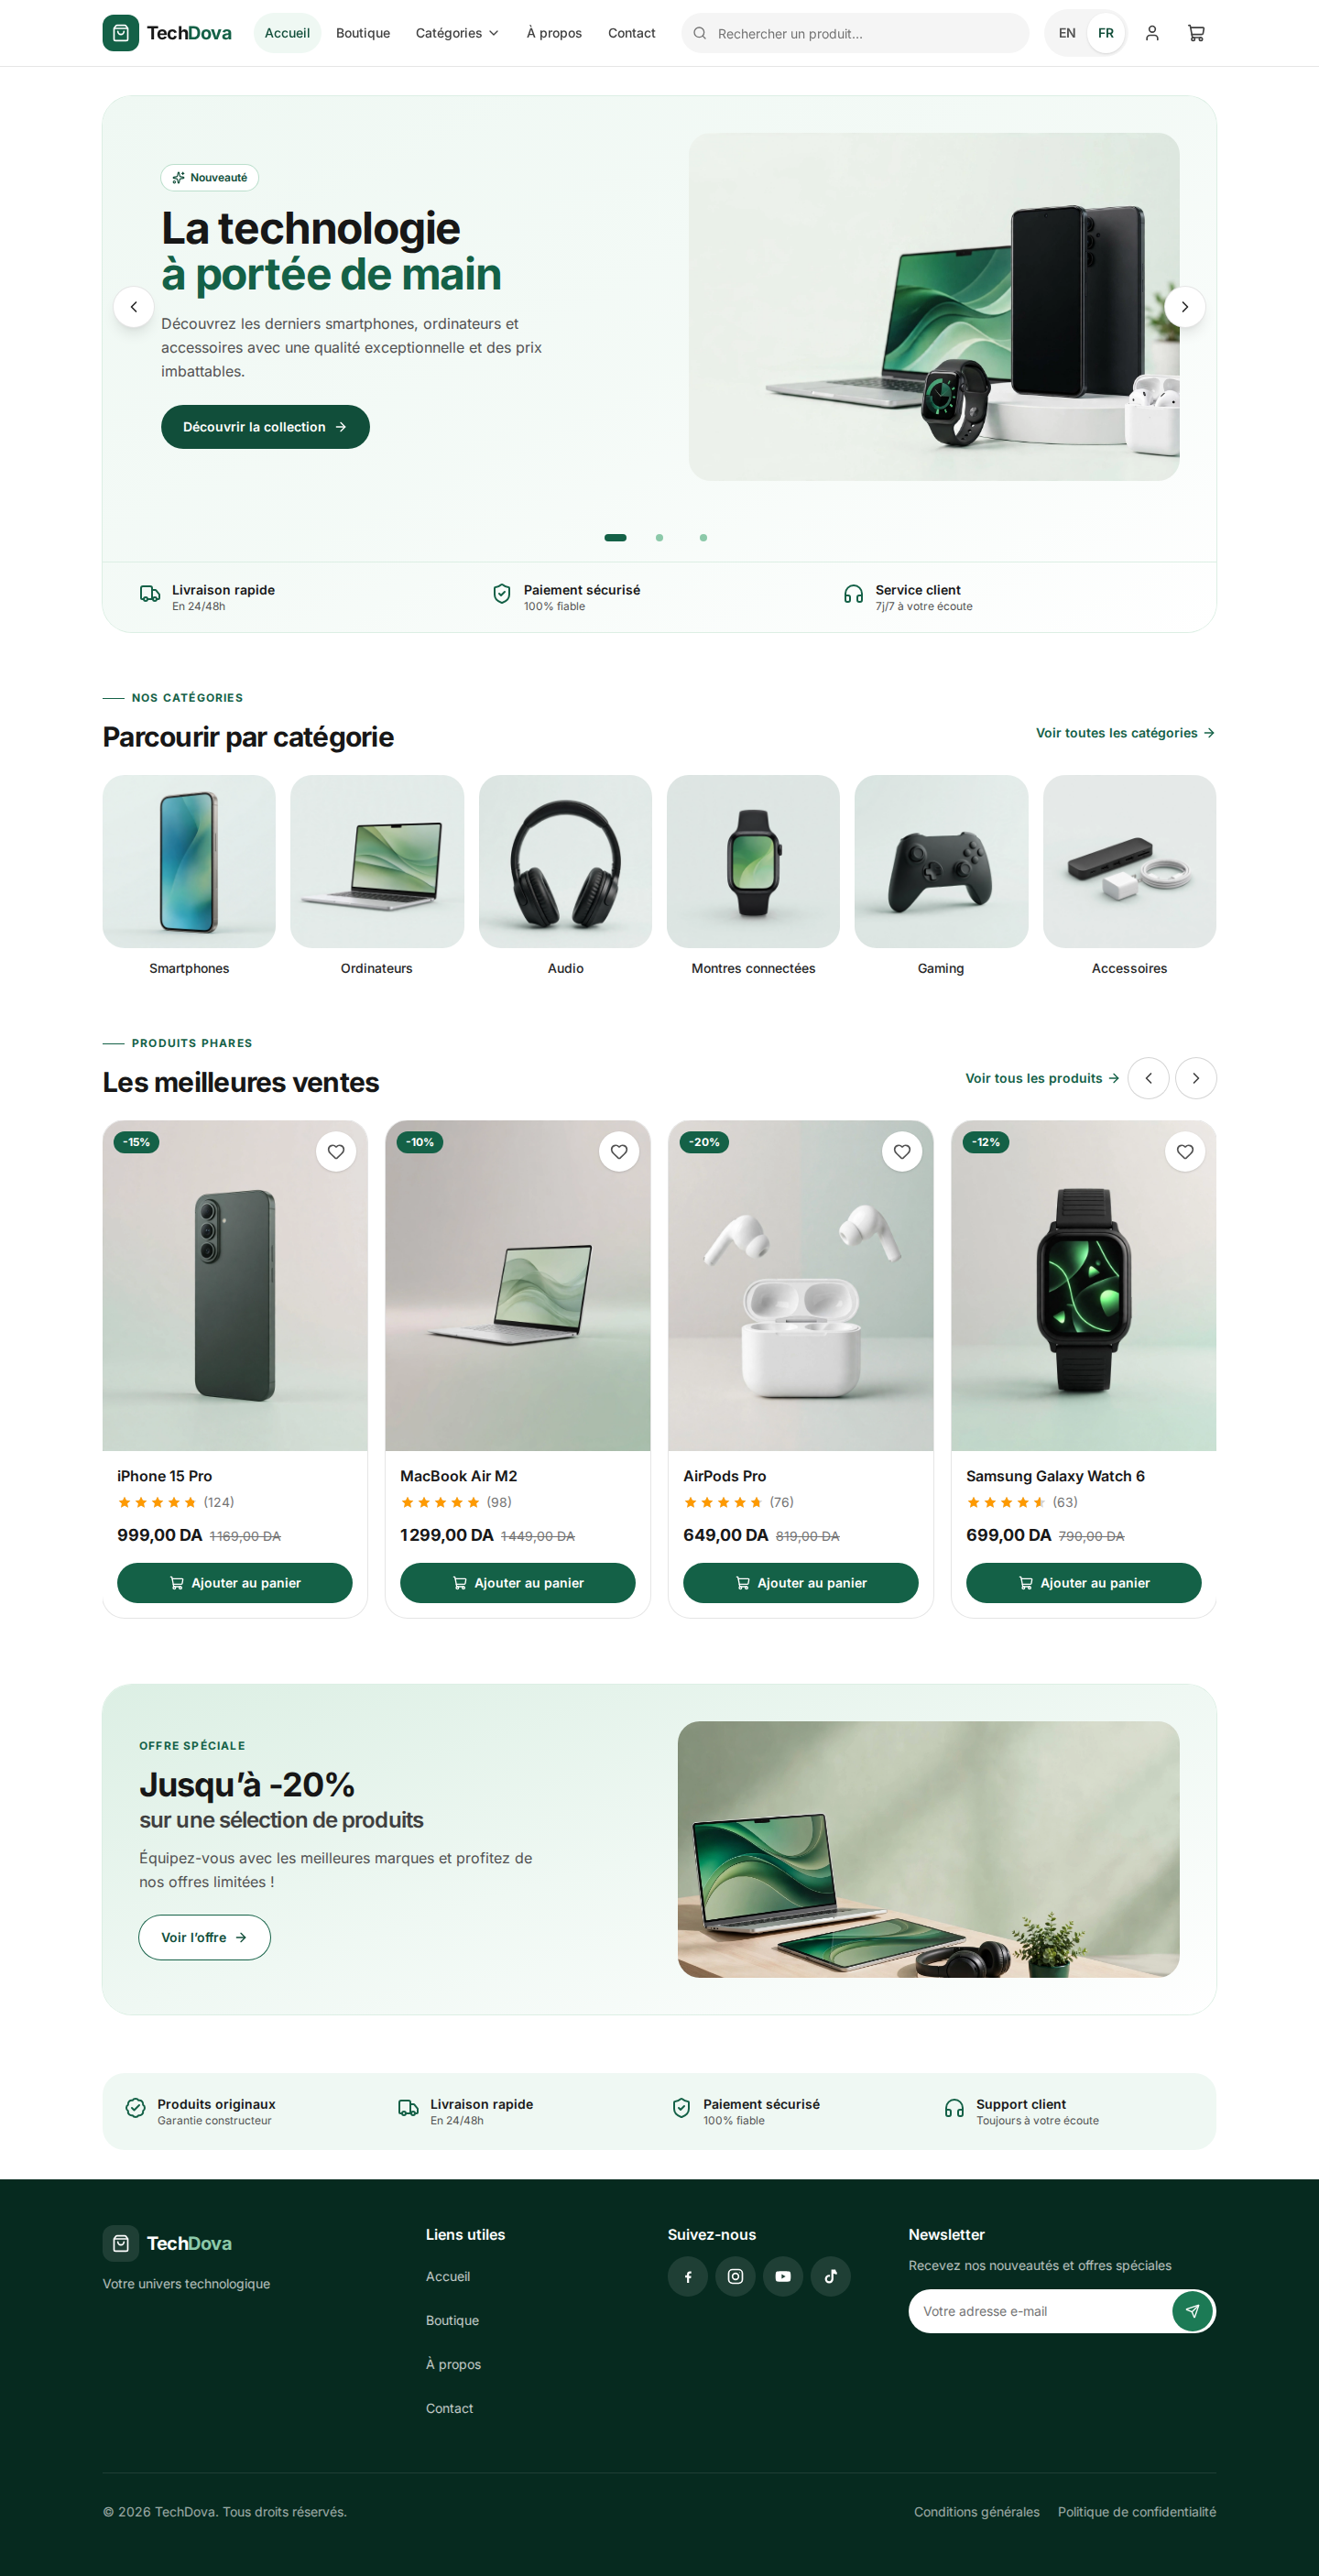 TechDova
Accueil
Boutique
Catégories
À propos
Contact
Rechercher un produit...
EN
FR
Nouveauté
La technologie
à portée de main
Découvrez les derniers smartphones, ordinateurs et
accessoires avec une qualité exceptionnelle et des prix
imbattables.
Découvrir la collection
Livraison rapide
En 24/48h
Paiement sécurisé
100% fiable
Service client
7j/7 à votre écoute
NOS CATÉGORIES
Parcourir par catégorie
Voir toutes les catégories
Smartphones
Ordinateurs
Audio
Montres connectées
Gaming
Accessoires
PRODUITS PHARES
Les meilleures ventes
Voir tous les produits
-15%
iPhone 15 Pro
(124)
999,00 DA 1 169,00 DA
Ajouter au panier
-10%
MacBook Air M2
(98)
1 299,00 DA 1 449,00 DA
Ajouter au panier
-20%
AirPods Pro
(76)
649,00 DA 819,00 DA
Ajouter au panier
-12%
Samsung Galaxy Watch 6
(63)
699,00 DA 790,00 DA
Ajouter au panier
OFFRE SPÉCIALE
Jusqu’à -20%
sur une sélection de produits
Équipez-vous avec les meilleures marques et profitez de
nos offres limitées !
Voir l’offre
Produits originaux
Garantie constructeur
Livraison rapide
En 24/48h
Paiement sécurisé
100% fiable
Support client
Toujours à votre écoute
TechDova
Votre univers technologique
Liens utiles
Accueil
Boutique
À propos
Contact
Suivez-nous
Newsletter
Recevez nos nouveautés et offres spéciales
Votre adresse e-mail
© 2026 TechDova. Tous droits réservés.
Conditions générales
Politique de confidentialité